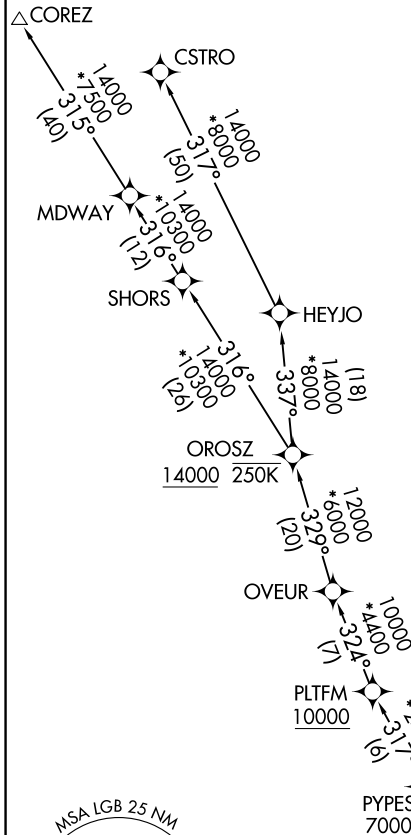 COREZ
CSTRO
14000
*7500
315°
(40)
14000
*8000
317°
(50)
MDWAY
14000
*10300
316°
(12)
SHORS
HEYJO
316°
14000
*10300
(26)
(18)
14000
*8000
337°
OROSZ
14000 250K
12000
*6000
329°
(20)
OVEUR
10000
*4400
324°
(7)
PLTFM
10000
(6)
MSA LGB 25 NM
PYPES
7000